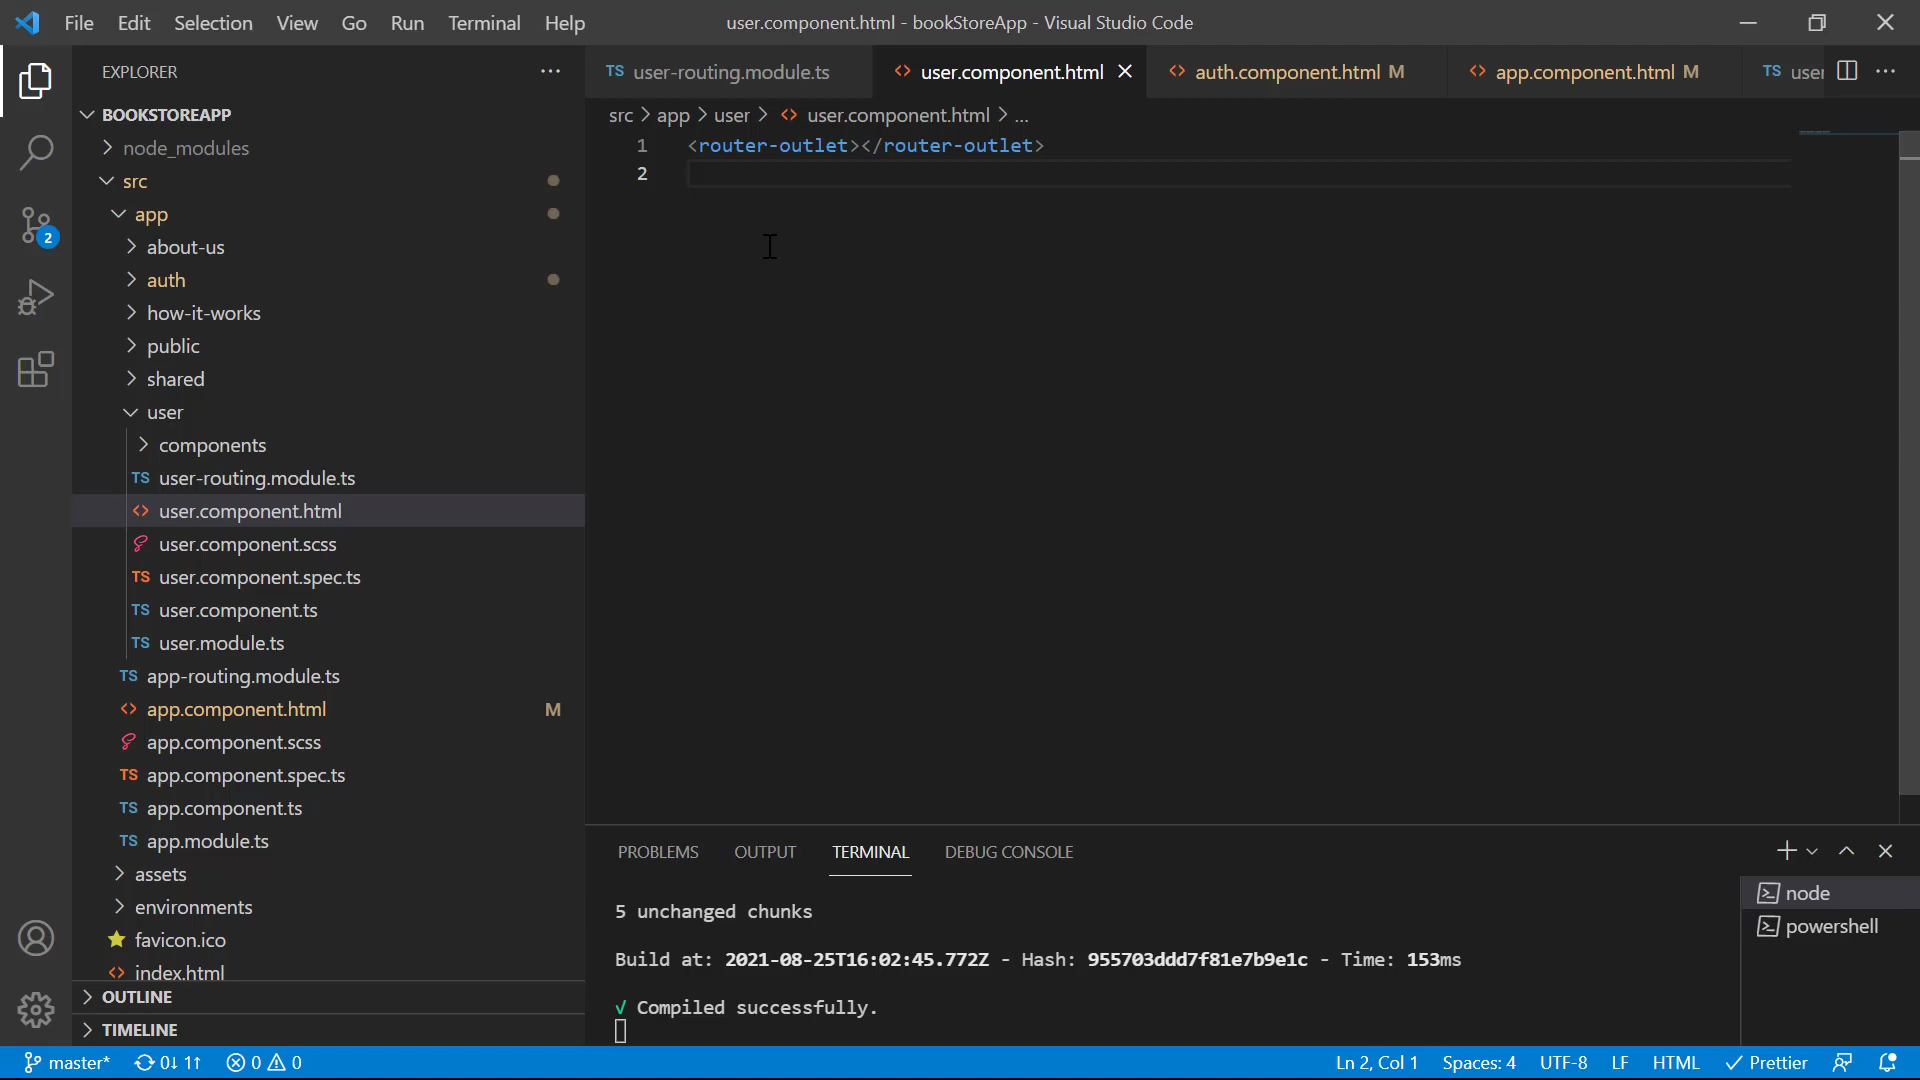 File Edit Selection View Go Run Terminal Help
user.component.html - bookStoreApp - Visual Studio Code
EXPLORER
BOOKSTOREAPP
node_modules
src
app
about-us
auth
how-it-works
public
shared
user
components
TS user-routing.module.ts
<> user.component.html
user.component.scss
TS user.component.spec.ts
TS user.component.ts
TS user.module.ts
TS app-routing.module.ts
<> app.component.html M
app.component.scss
TS app.component.spec.ts
TS app.component.ts
TS app.module.ts
assets
environments
favicon.ico
<> index.html
OUTLINE
TIMELINE
2
TS user-routing.module.ts
<> user.component.html
<> auth.component.html M
<> app.component.html M
TS user
src > app > user > <> user.component.html > ...
1 <router-outlet></router-outlet>
2
PROBLEMS OUTPUT TERMINAL DEBUG CONSOLE
5 unchanged chunks
Build at: 2021-08-25T16:02:45.772Z - Hash: 955703ddd7f81e7b9e1c - Time: 153ms
√ Compiled successfully.
node
powershell
master* 0↓ 1↑ 0 0
Ln 2, Col 1 Spaces: 4 UTF-8 LF HTML Prettier